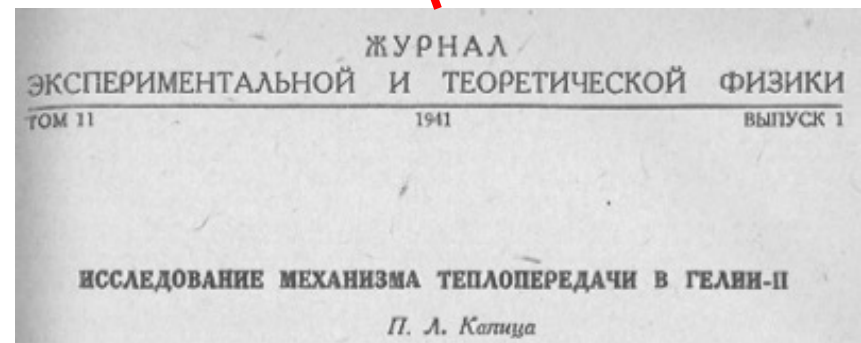 ЖУРНАЛ
ЭКСПЕРИМЕНТАЛЬНОЙ И ТЕОРЕТИЧЕСКОЙ ФИЗИКИ
ТОМ 11 1941 ВЫПУСК 1
ИССЛЕДОВАНИЕ МЕХАНИЗМА ТЕПЛОПЕРЕДАЧИ В ГЕЛИИ-II
П. Л. Капица